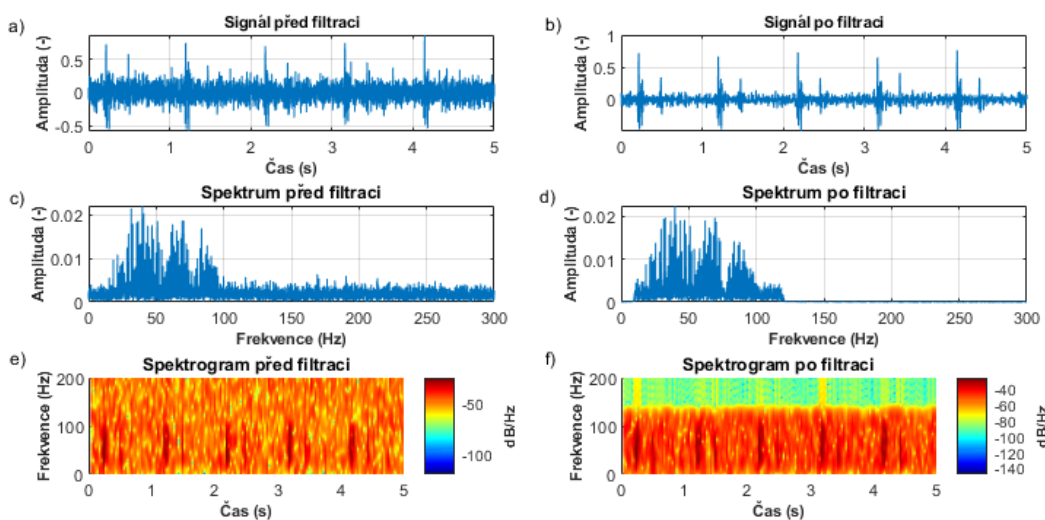 a)
Signál před filtrací
Amplituda (-)
0.5
0
-0.5
0 1 2 3 4 5
Čas (s)
b)
Signál po filtraci
Amplituda (-)
1
0.5
0
0 1 2 3 4 5
Čas (s)
c)
Spektrum před filtraci
Amplituda (-)
0.02
0.01
0
0 50 100 150 200 250 300
Frekvence (Hz)
d)
Spektrum po filtraci
Amplituda (-)
0.02
0.01
0
0 50 100 150 200 250 300
Frekvence (Hz)
e)
Spektrogram před filtraci
Frekvence (Hz)
200
100
0
0 1 2 3 4 5
Čas (s)
-50
-100
dB/Hz
f)
Spektrogram po filtraci
Frekvence (Hz)
200
100
0
0 1 2 3 4 5
Čas (s)
-40
-60
-80
-100
-120
-140
dB/Hz